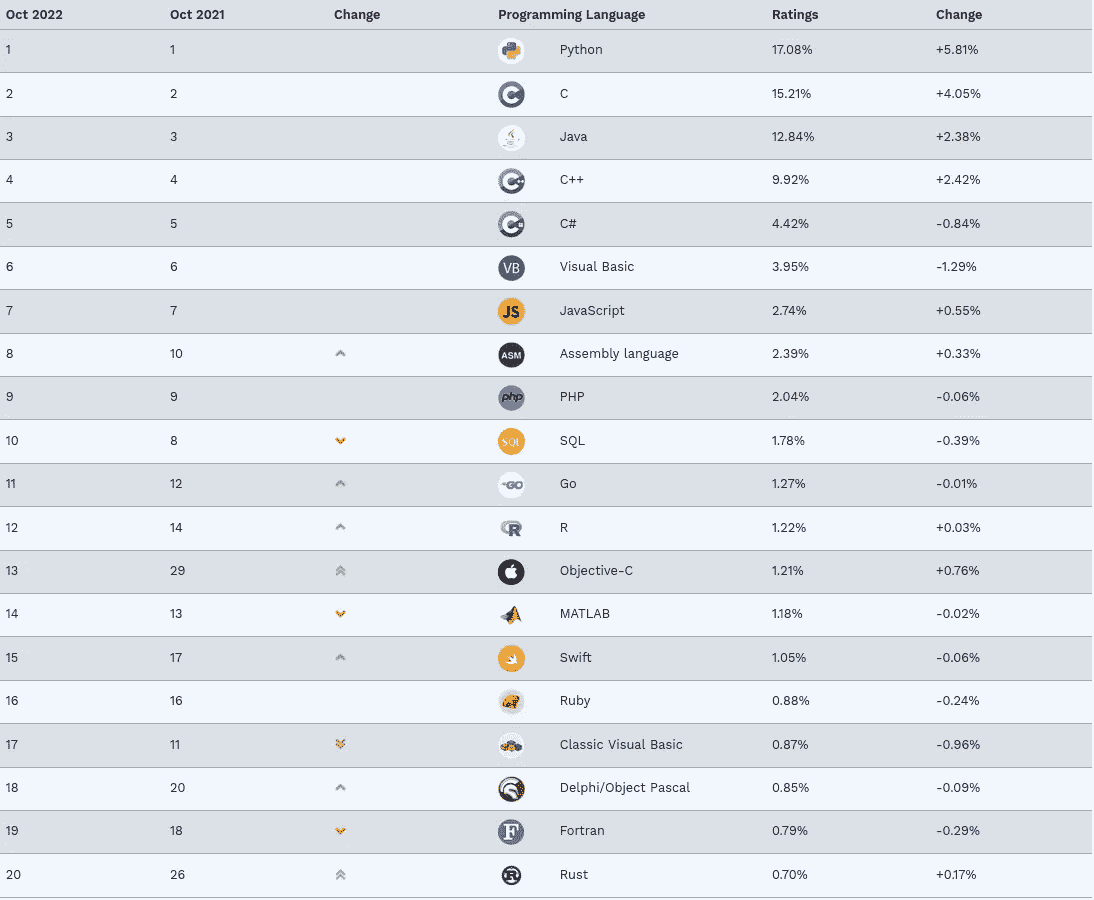 Oct 2022 Oct 2021 Change Programming Language Ratings Change
1 1 Python 17.08% +5.81%
2 2 C 15.21% +4.05%
3 3 Java 12.84% +2.38%
4 4 C++ 9.92% +2.42%
5 5 C# 4.42% -0.84%
6 6 VB Visual Basic 3.95% -1.29%
7 7 JS JavaScript 2.74% +0.55%
8 10 ASM Assembly language 2.39% +0.33%
9 9 php PHP 2.04% -0.06%
10 8 SQL SQL 1.78% -0.39%
11 12 GO Go 1.27% -0.01%
12 14 R R 1.22% +0.03%
13 29 Objective-C 1.21% +0.76%
14 13 MATLAB 1.18% -0.02%
15 17 Swift 1.05% -0.06%
16 16 Ruby 0.88% -0.24%
17 11 Classic Visual Basic 0.87% -0.96%
18 20 Delphi/Object Pascal 0.85% -0.09%
19 18 F Fortran 0.79% -0.29%
20 26 R Rust 0.70% +0.17%